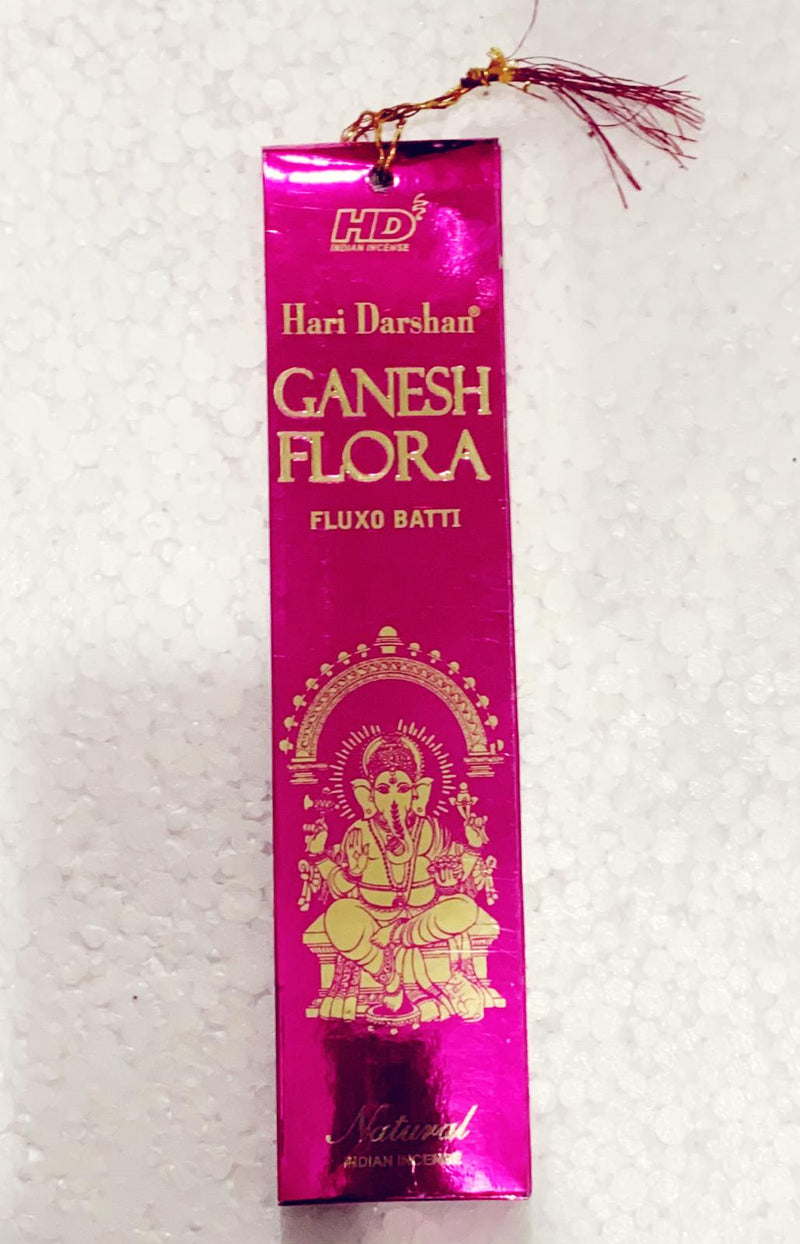 HD
INDIAN INCENSE
Hari Darshan®
GANESH
FLORA
FLUXO BATTI
Natural
INDIAN INCENSE